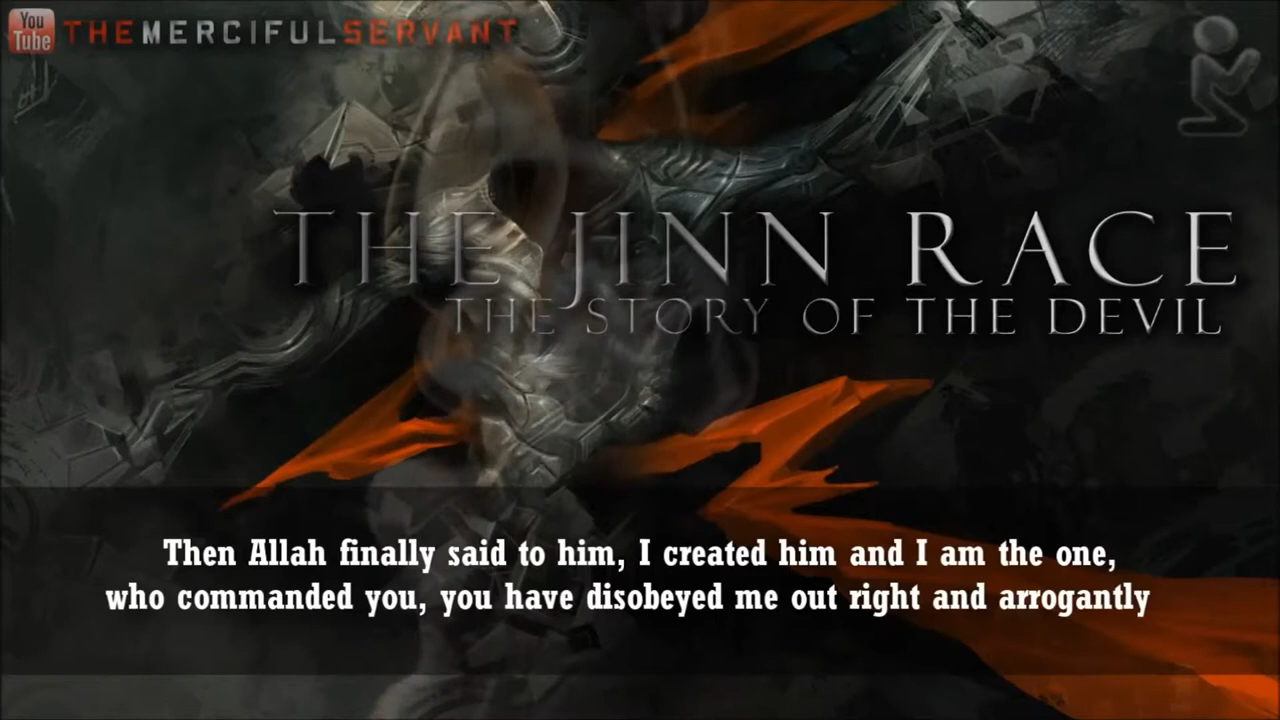 You
Tube
THEMERCIFULSERVANT
THE JINN RACE
THE STORY OF THE DEVIL
Then Allah finally said to him, I created him and I am the one,
who commanded you, you have disobeyed me out right and arrogantly